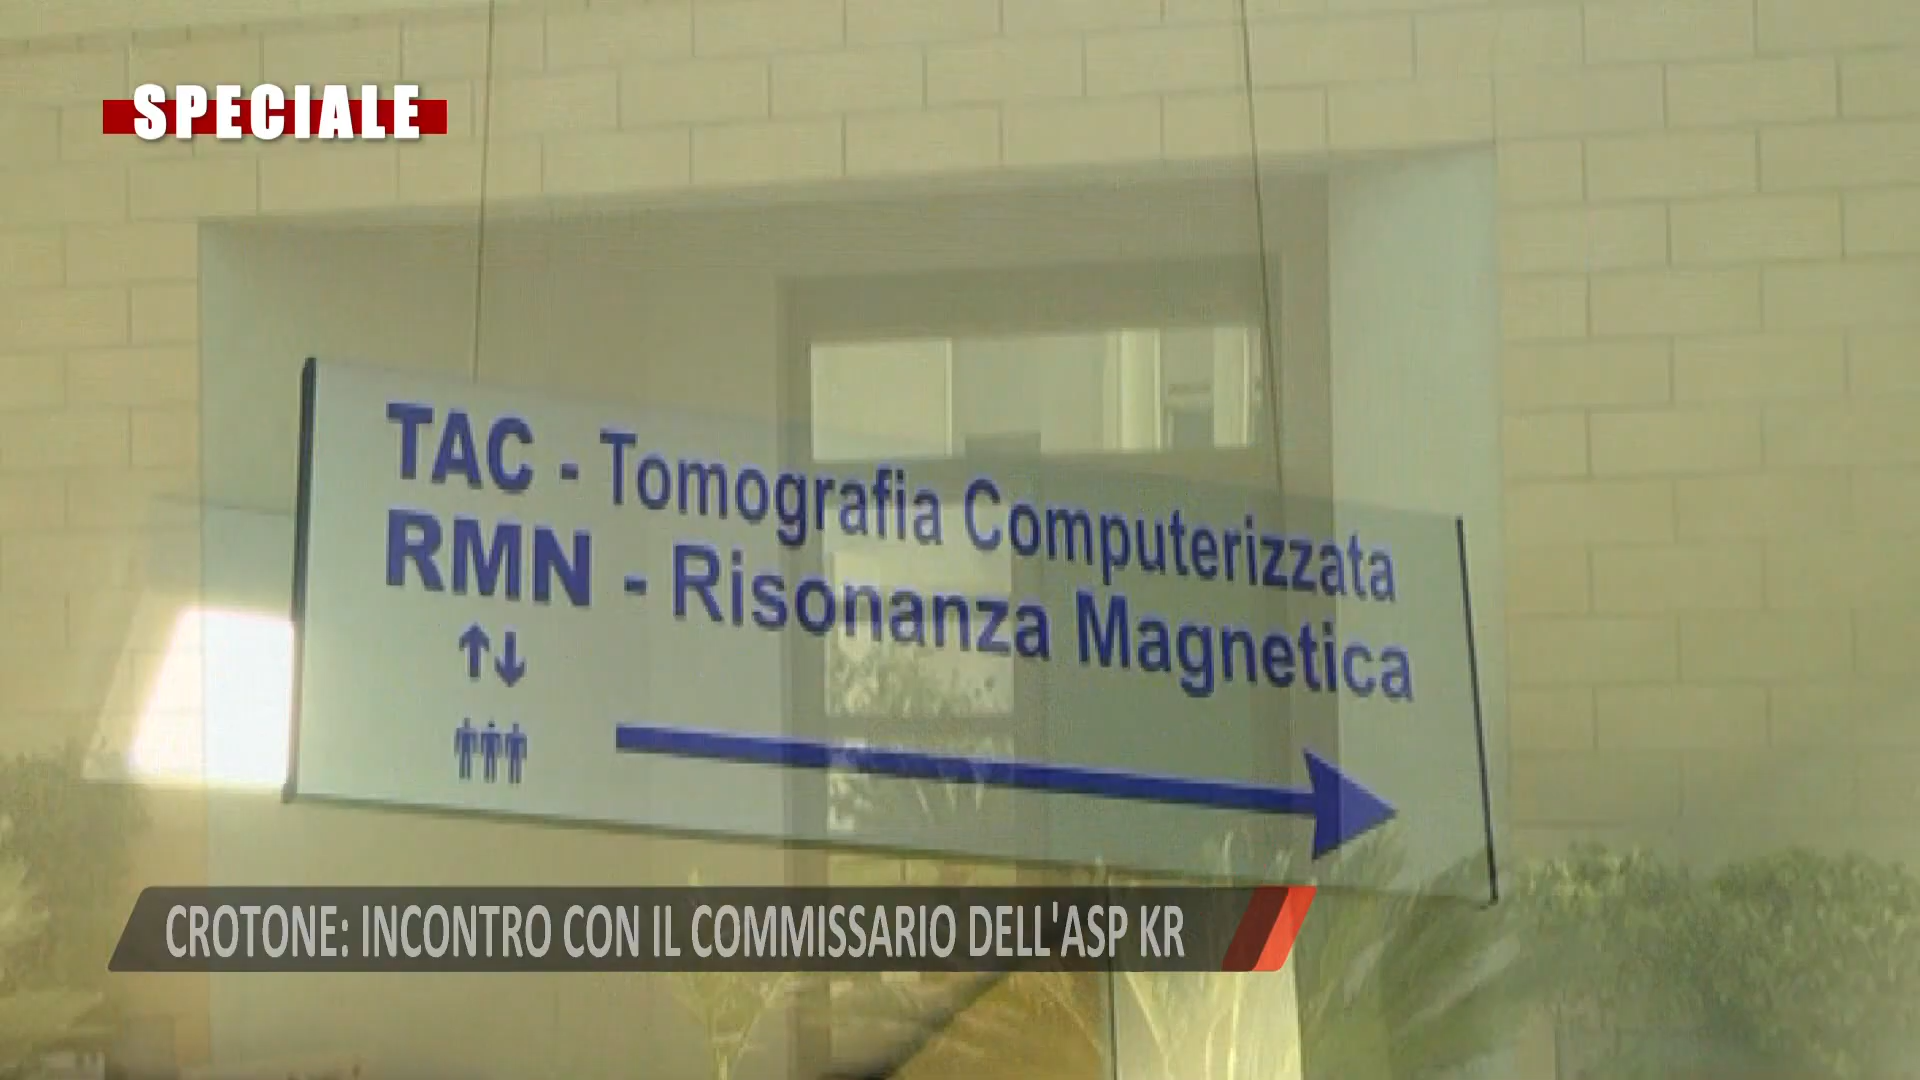 SPECIALE
TAC - Tomografia Computerizzata
RMN - Risonanza Magnetica
CROTONE: INCONTRO CON IL COMMISSARIO DELL'ASP KR